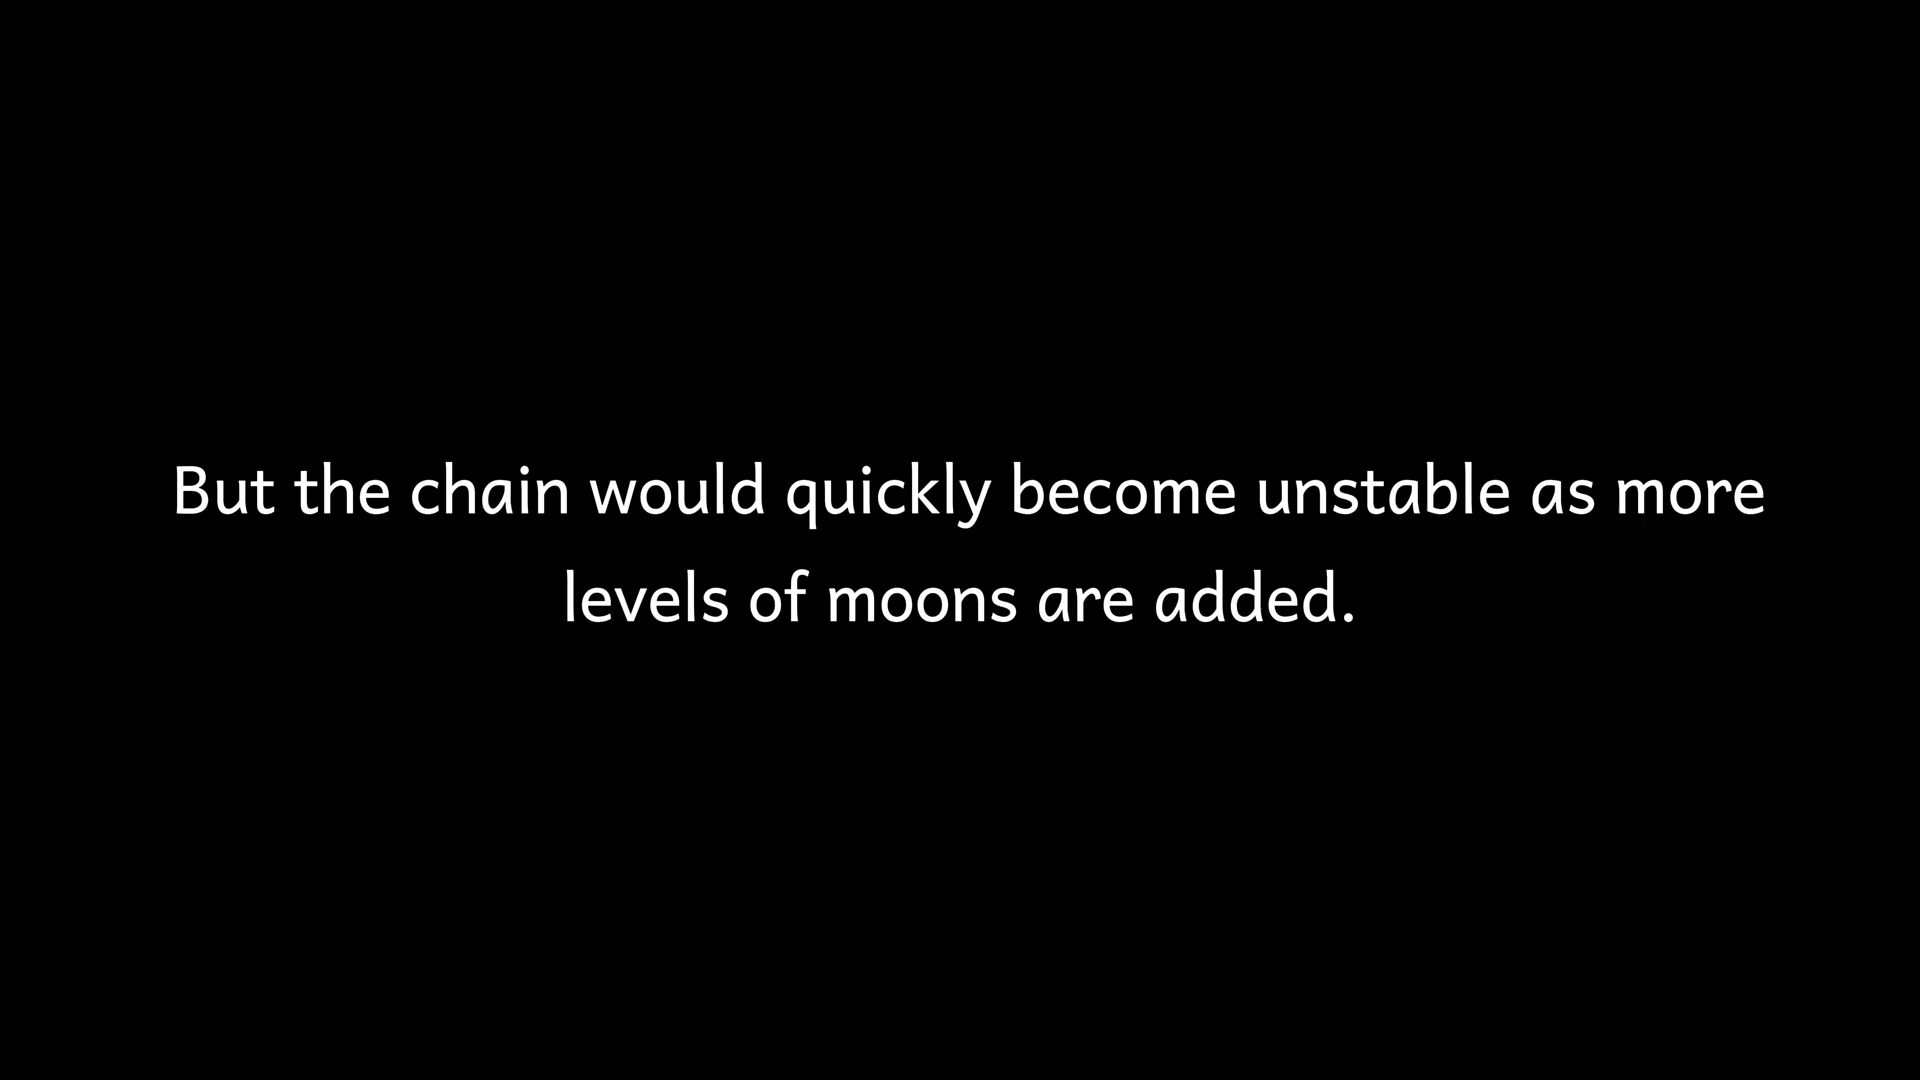 But the chain would quickly become unstable as more
levels of moons are added.